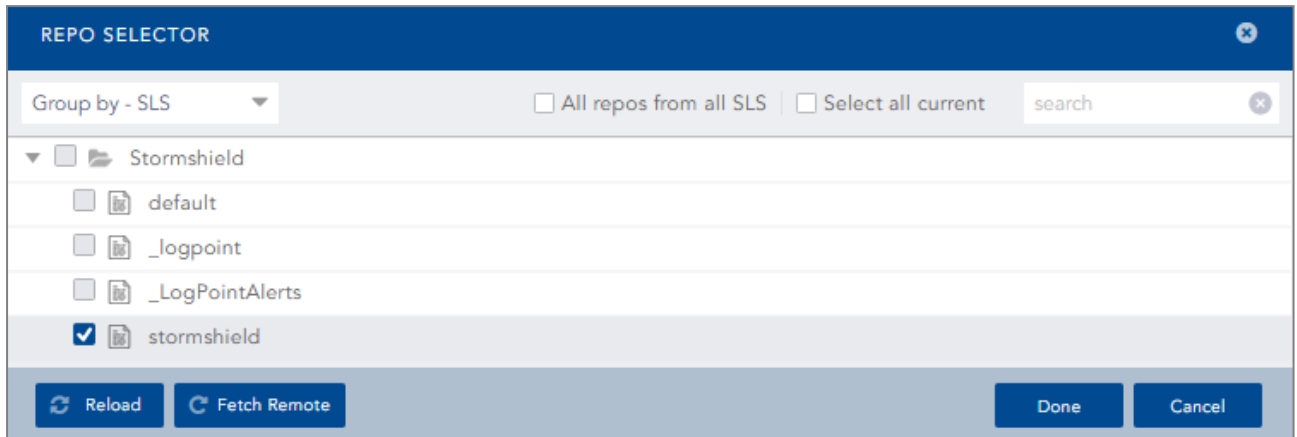 REPO SELECTOR
Group by - SLS All repos from all SLS Select all current search
Stormshield
default
_logpoint
_LogPointAlerts
stormshield
Reload Fetch Remote Done Cancel